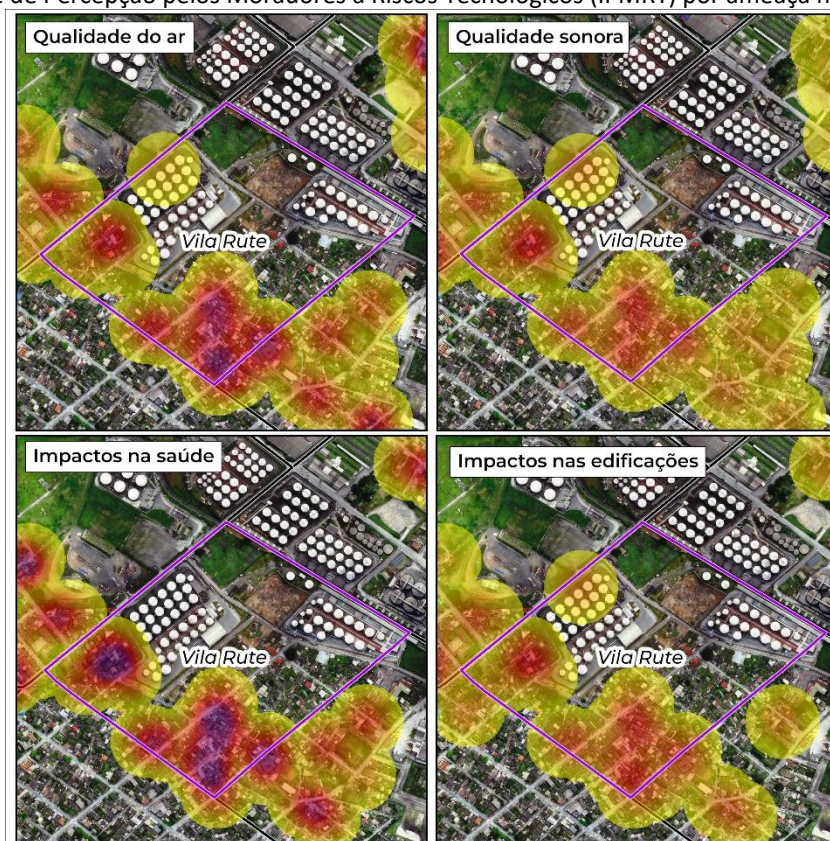 de Percepção pelos Moradores a Riscos Tecnológicos (IPMRT) por ameaça
Qualidade do ar
Qualidade sonora
Vila Rute
Vila Rute
Impactos na saúde
Impactos nas edificações
Vila Rute
Vila Rute